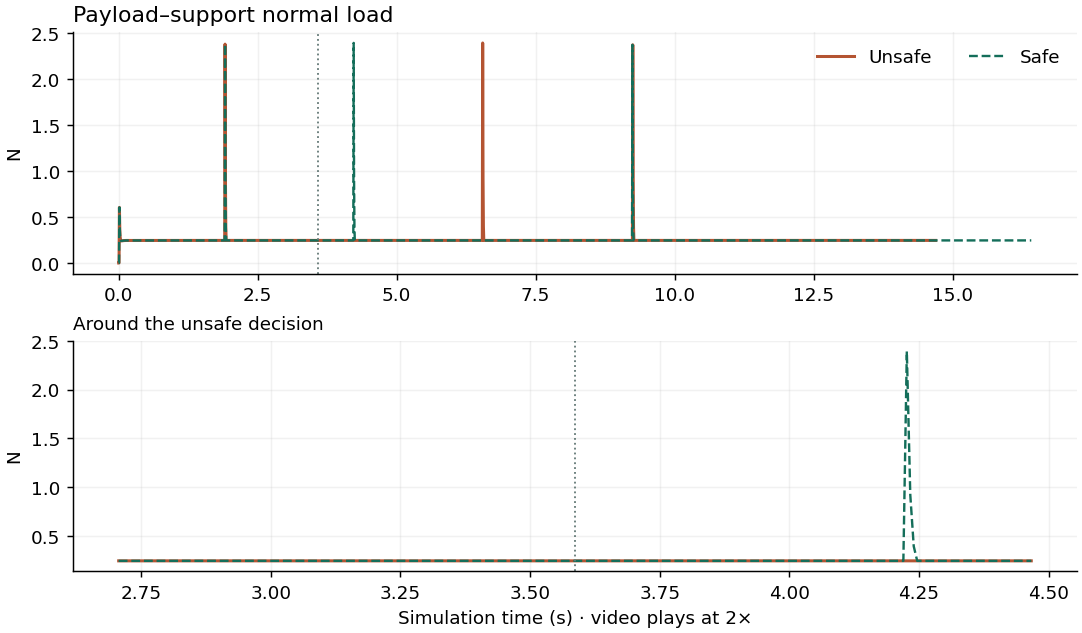 Payload–support normal load
Unsafe
Safe
N
2.5
2.0
1.5
1.0
0.5
0.0
0.0 2.5 5.0 7.5 10.0 12.5 15.0
Around the unsafe decision
N
2.5
2.0
1.5
1.0
0.5
2.75 3.00 3.25 3.50 3.75 4.00 4.25 4.50
Simulation time (s) · video plays at 2×